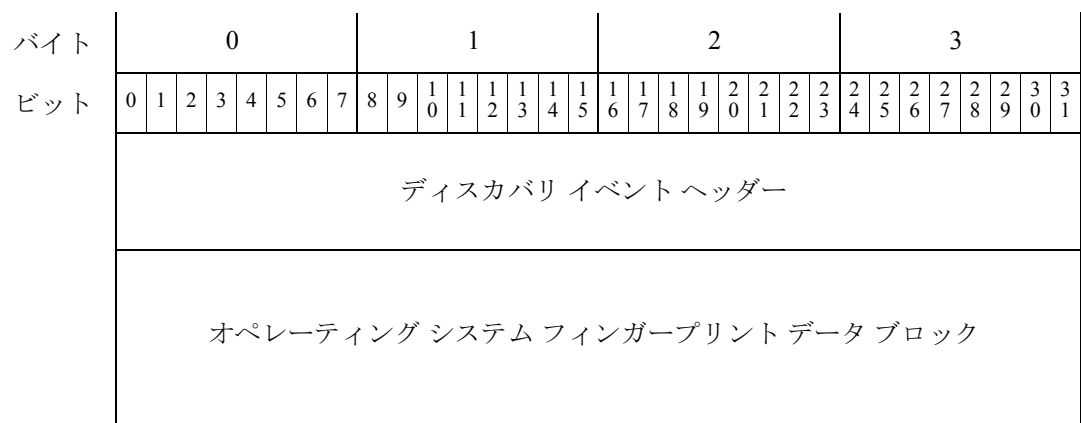 バイト 0 1 2 3
ビット 0 1 2 3 4 5 6 7 8 9 10 11 12 13 14 15 16 17 18 19 20 21 22 23 24 25 26 27 28 29 30 31
ディスカバリ イベント ヘッダー
オペレーティング システム フィンガープリント データ ブロック